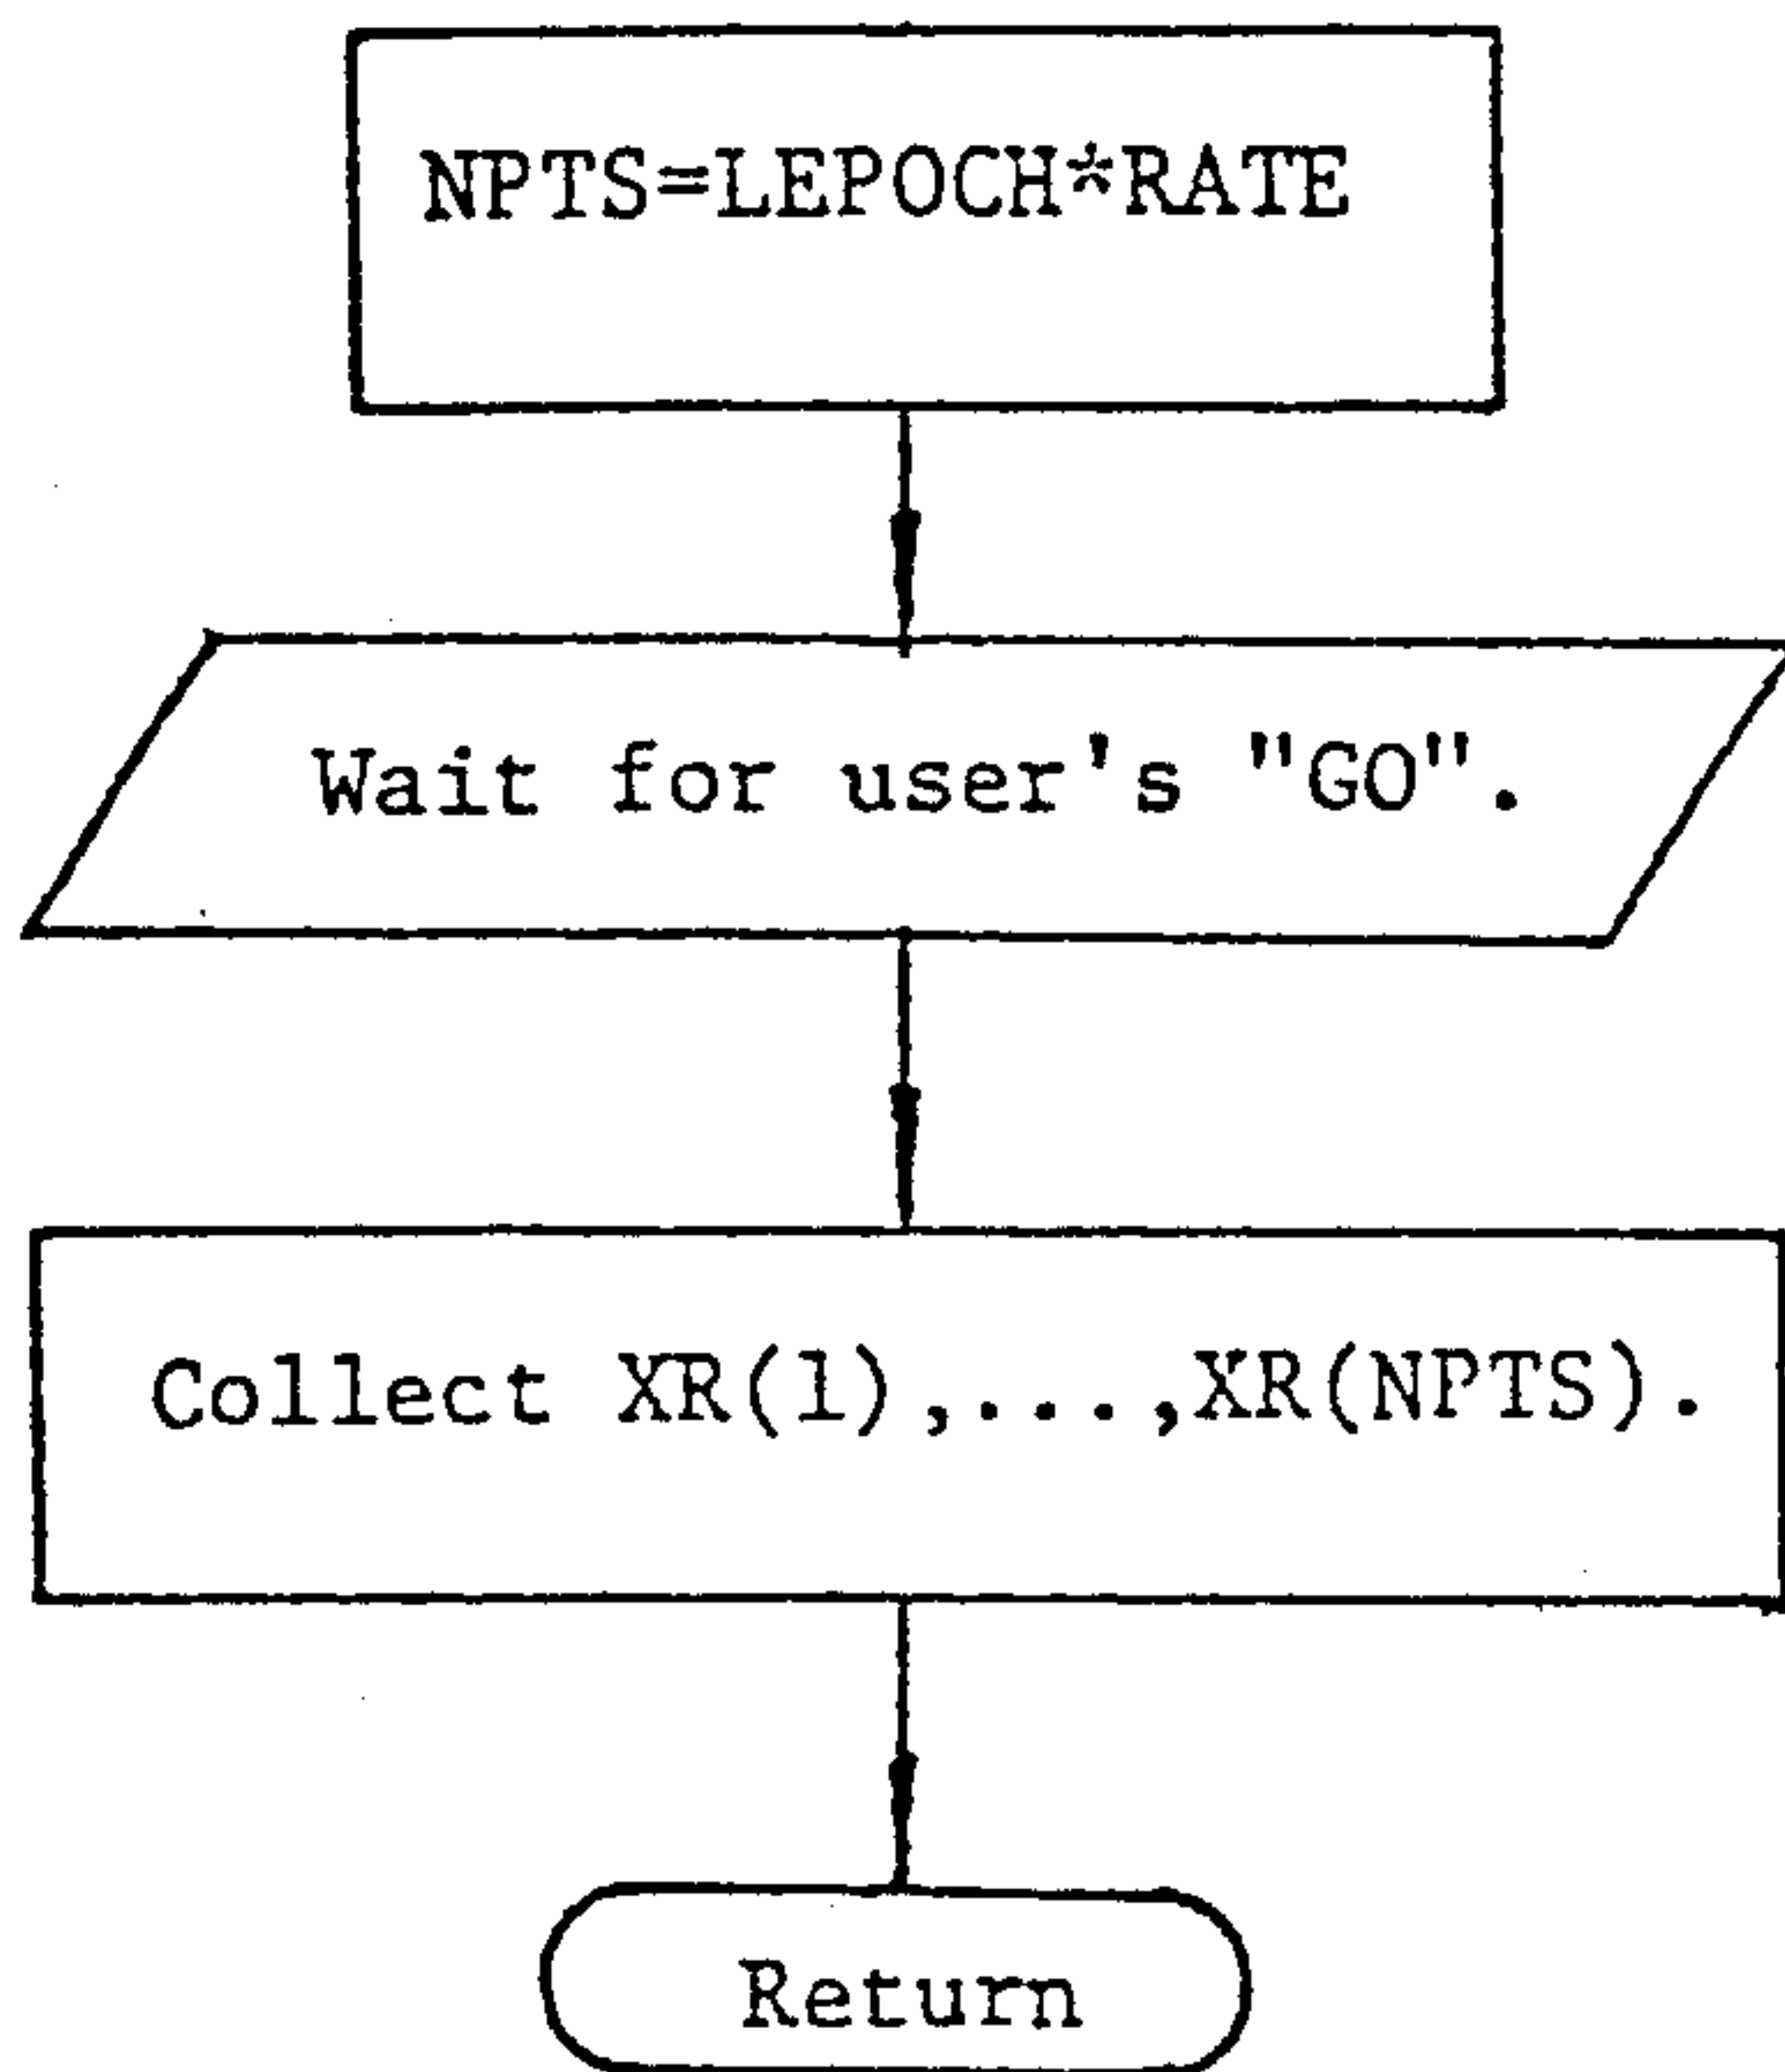 NPTS=LEPOCH*RATE
Wait for user's "GO".
Collect XR(1),...,XR(NPTS).
Return